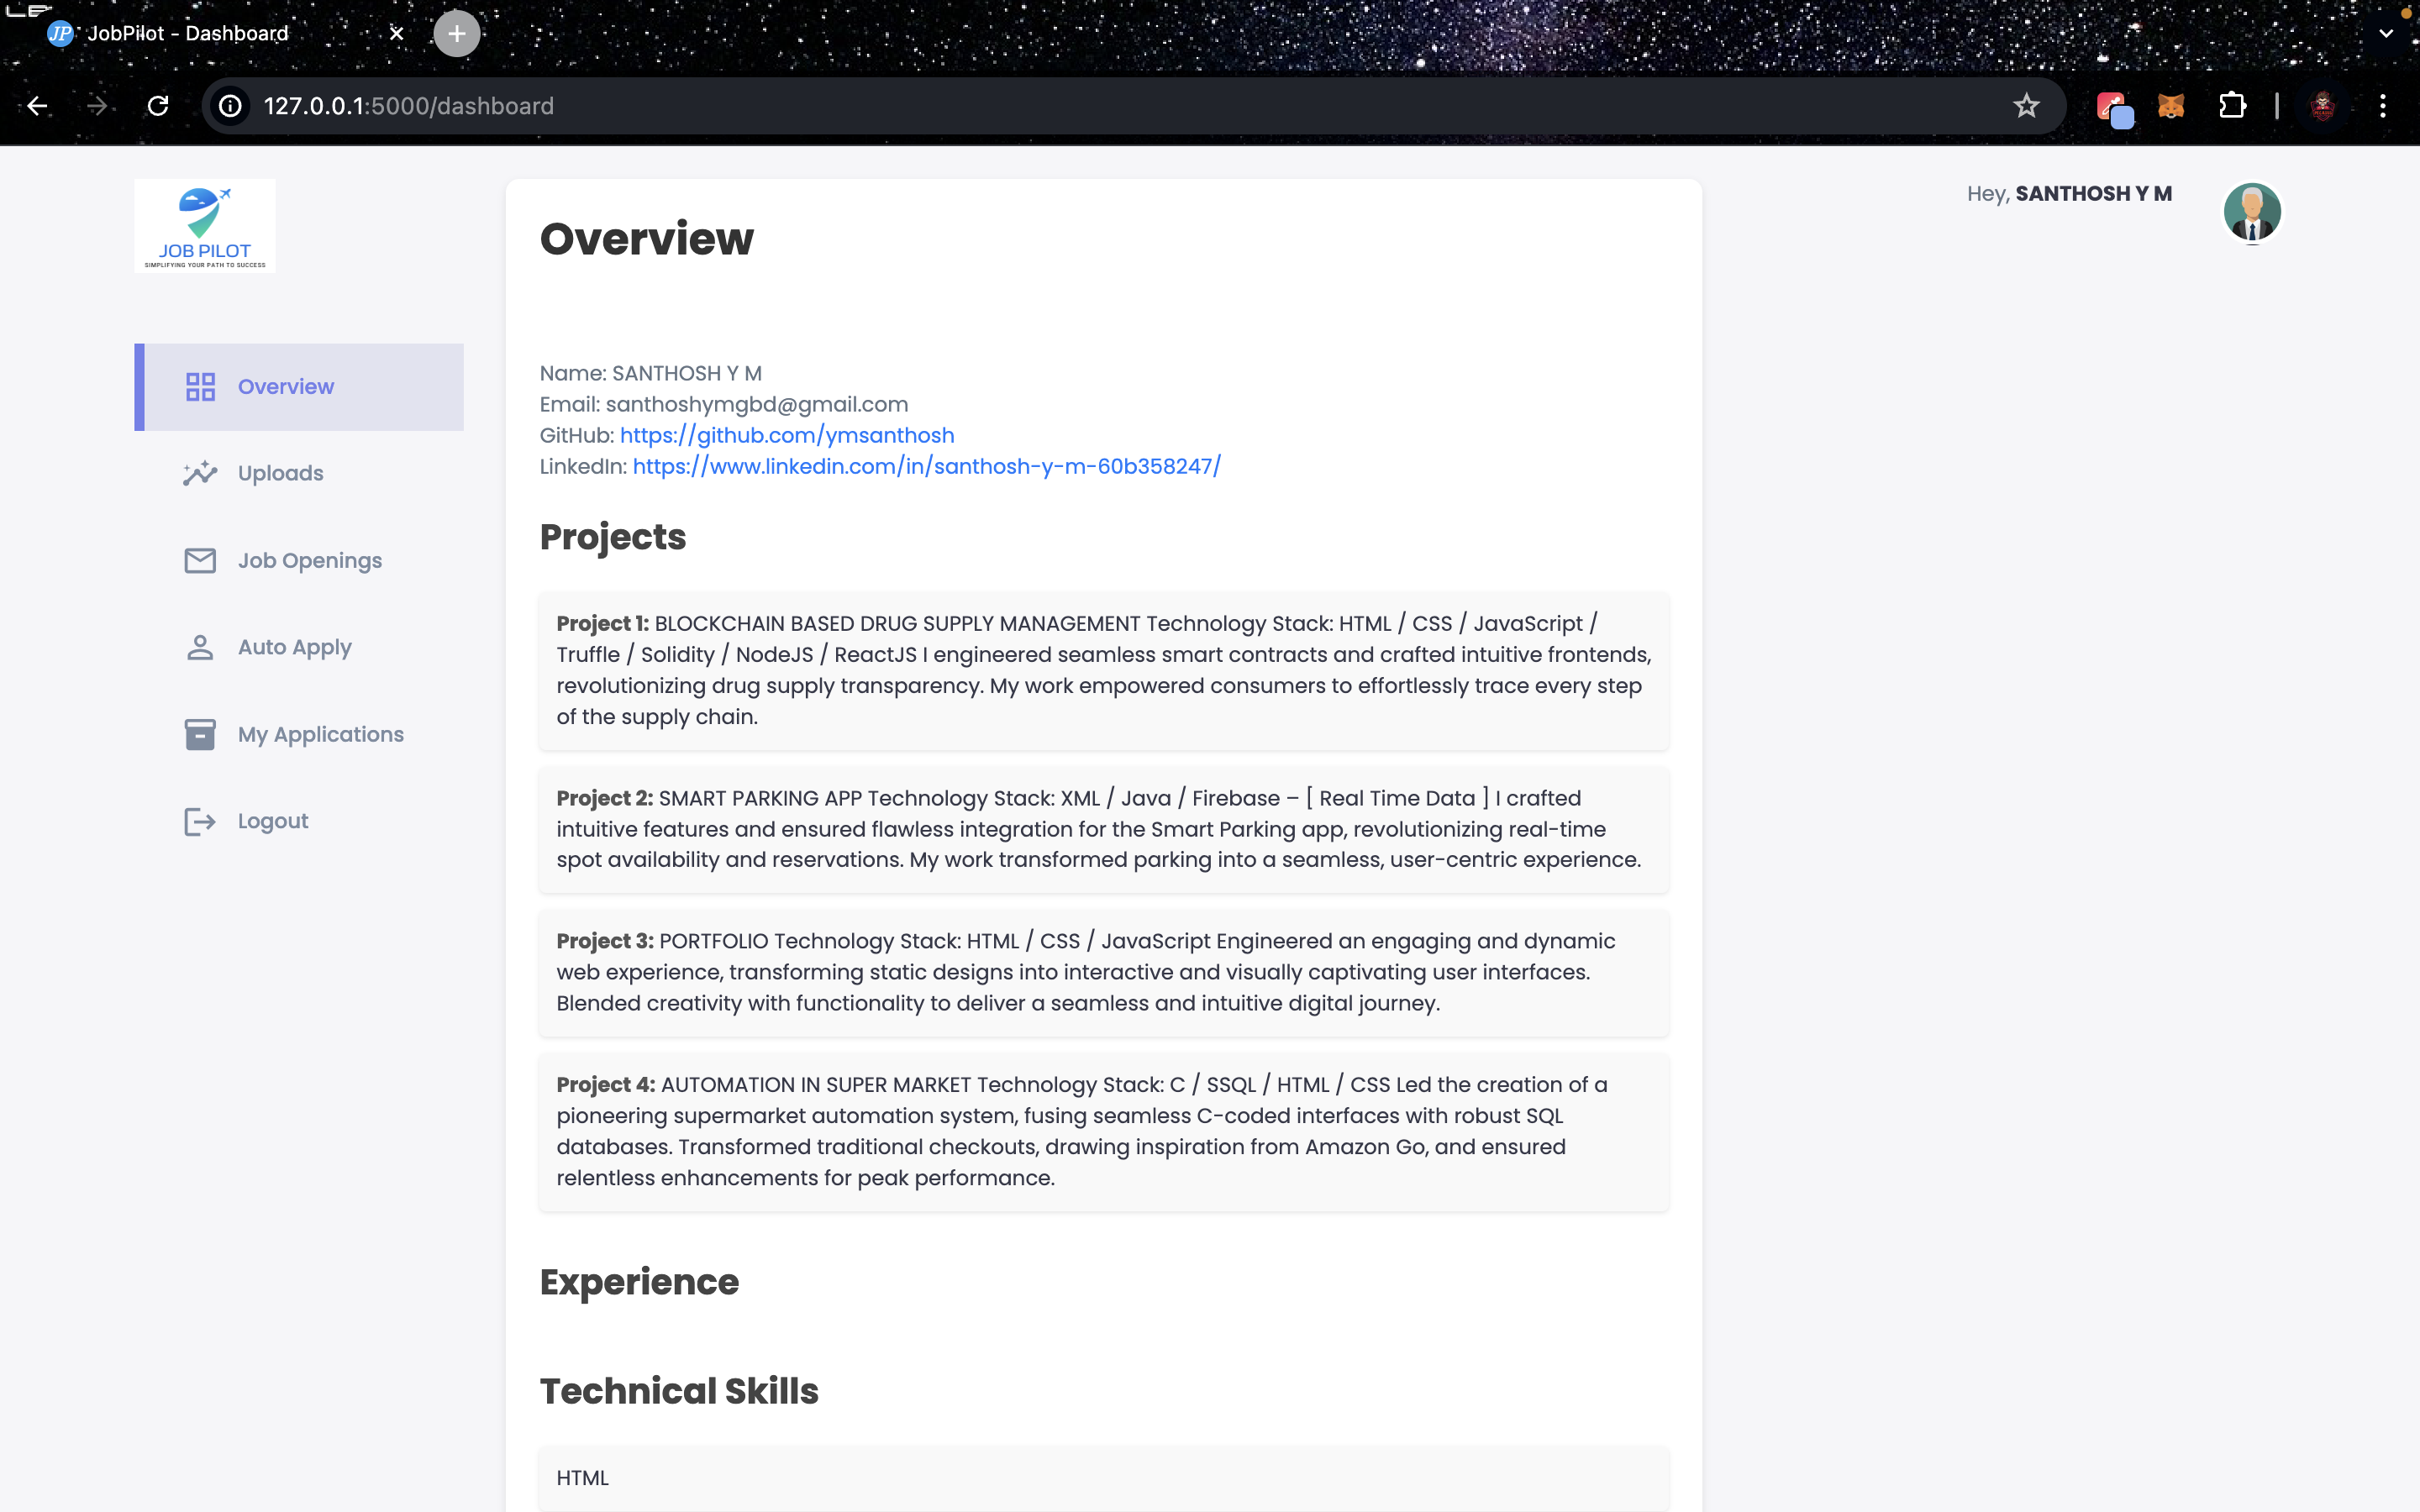 JP JobPilot - Dashboard
127.0.0.1:5000/dashboard
JOB PILOT
SIMPLIFYING YOUR PATH TO SUCCESS
Overview
Uploads
Job Openings
Auto Apply
My Applications
Logout
Overview
Name: SANTHOSH Y M
Email: santhoshymgbd@gmail.com
GitHub: https://github.com/ymsanthosh
LinkedIn: https://www.linkedin.com/in/santhosh-y-m-60b358247/
Projects
Project 1: BLOCKCHAIN BASED DRUG SUPPLY MANAGEMENT Technology Stack: HTML / CSS / JavaScript /
Truffle / Solidity / NodeJS / ReactJS I engineered seamless smart contracts and crafted intuitive frontends,
revolutionizing drug supply transparency. My work empowered consumers to effortlessly trace every step
of the supply chain.
Project 2: SMART PARKING APP Technology Stack: XML / Java / Firebase – [ Real Time Data ] I crafted
intuitive features and ensured flawless integration for the Smart Parking app, revolutionizing real-time
spot availability and reservations. My work transformed parking into a seamless, user-centric experience.
Project 3: PORTFOLIO Technology Stack: HTML / CSS / JavaScript Engineered an engaging and dynamic
web experience, transforming static designs into interactive and visually captivating user interfaces.
Blended creativity with functionality to deliver a seamless and intuitive digital journey.
Project 4: AUTOMATION IN SUPER MARKET Technology Stack: C / SSQL / HTML / CSS Led the creation of a
pioneering supermarket automation system, fusing seamless C-coded interfaces with robust SQL
databases. Transformed traditional checkouts, drawing inspiration from Amazon Go, and ensured
relentless enhancements for peak performance.
Experience
Technical Skills
HTML
Hey, SANTHOSH Y M